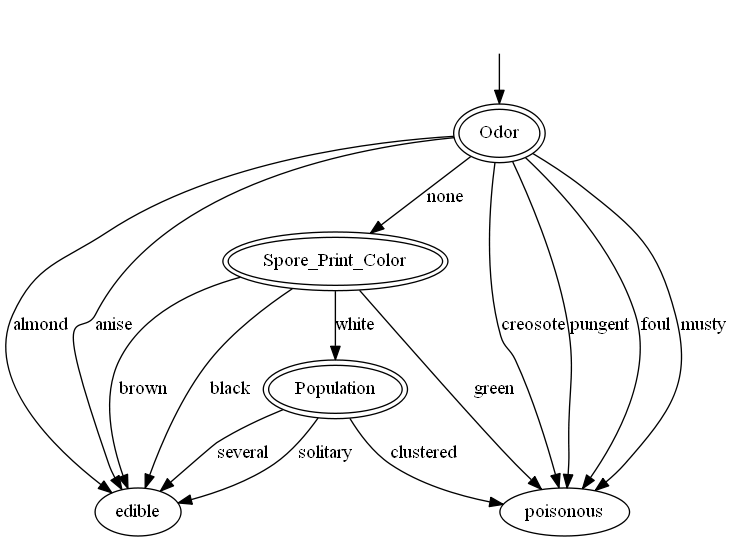 Odor
none
Spore_Print_Color
almond
anise
white
creosote
pungent
foul
musty
brown
black
Population
green
several
solitary
clustered
edible
poisonous